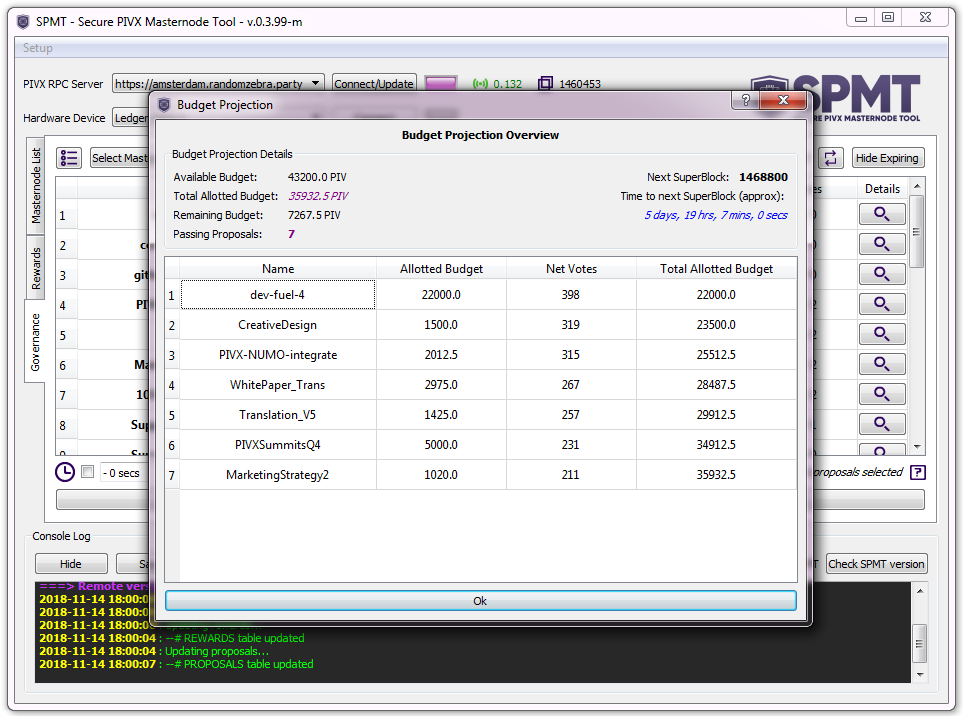 SPMT - Secure PIVX Masternode Tool - v.0.3.99-m
Setup
PIVX RPC Server https://amsterdam.randomzebra.party Connect/Update 0.132 1460453
SPMT
PIVX MASTERNODE TOOL
Hardware Device Ledger
Masternode List
Rewards
Governance
Hide Expiring
Details
1
2
3
4
5
6
7
8
- 0 secs
proposals selected ?
Budget Projection
Budget Projection Overview
Budget Projection Details
Available Budget: 43200.0 PIV Next SuperBlock: 1468800
Total Allotted Budget: 35932.5 PIV Time to next SuperBlock (approx):
Remaining Budget: 7267.5 PIV 5 days, 19 hrs, 7 mins, 0 secs
Passing Proposals: 7
Name Allotted Budget Net Votes Total Allotted Budget
1 dev-fuel-4 22000.0 398 22000.0
2 CreativeDesign 1500.0 319 23500.0
3 PIVX-NUMO-integrate 2012.5 315 25512.5
4 WhitePaper_Trans 2975.0 267 28487.5
5 Translation_V5 1425.0 257 29912.5
6 PIVXSummitsQ4 5000.0 231 34912.5
7 MarketingStrategy2 1020.0 211 35932.5
Ok
Console Log
Hide Check SPMT version
===> Remote
2018-11-14 18:00:0
2018-11-14 18:00:0
2018-11-14 18:00:0
2018-11-14 18:00:04 : --# REWARDS table updated
2018-11-14 18:00:04 : Updating proposals...
2018-11-14 18:00:07 : --# PROPOSALS table updated